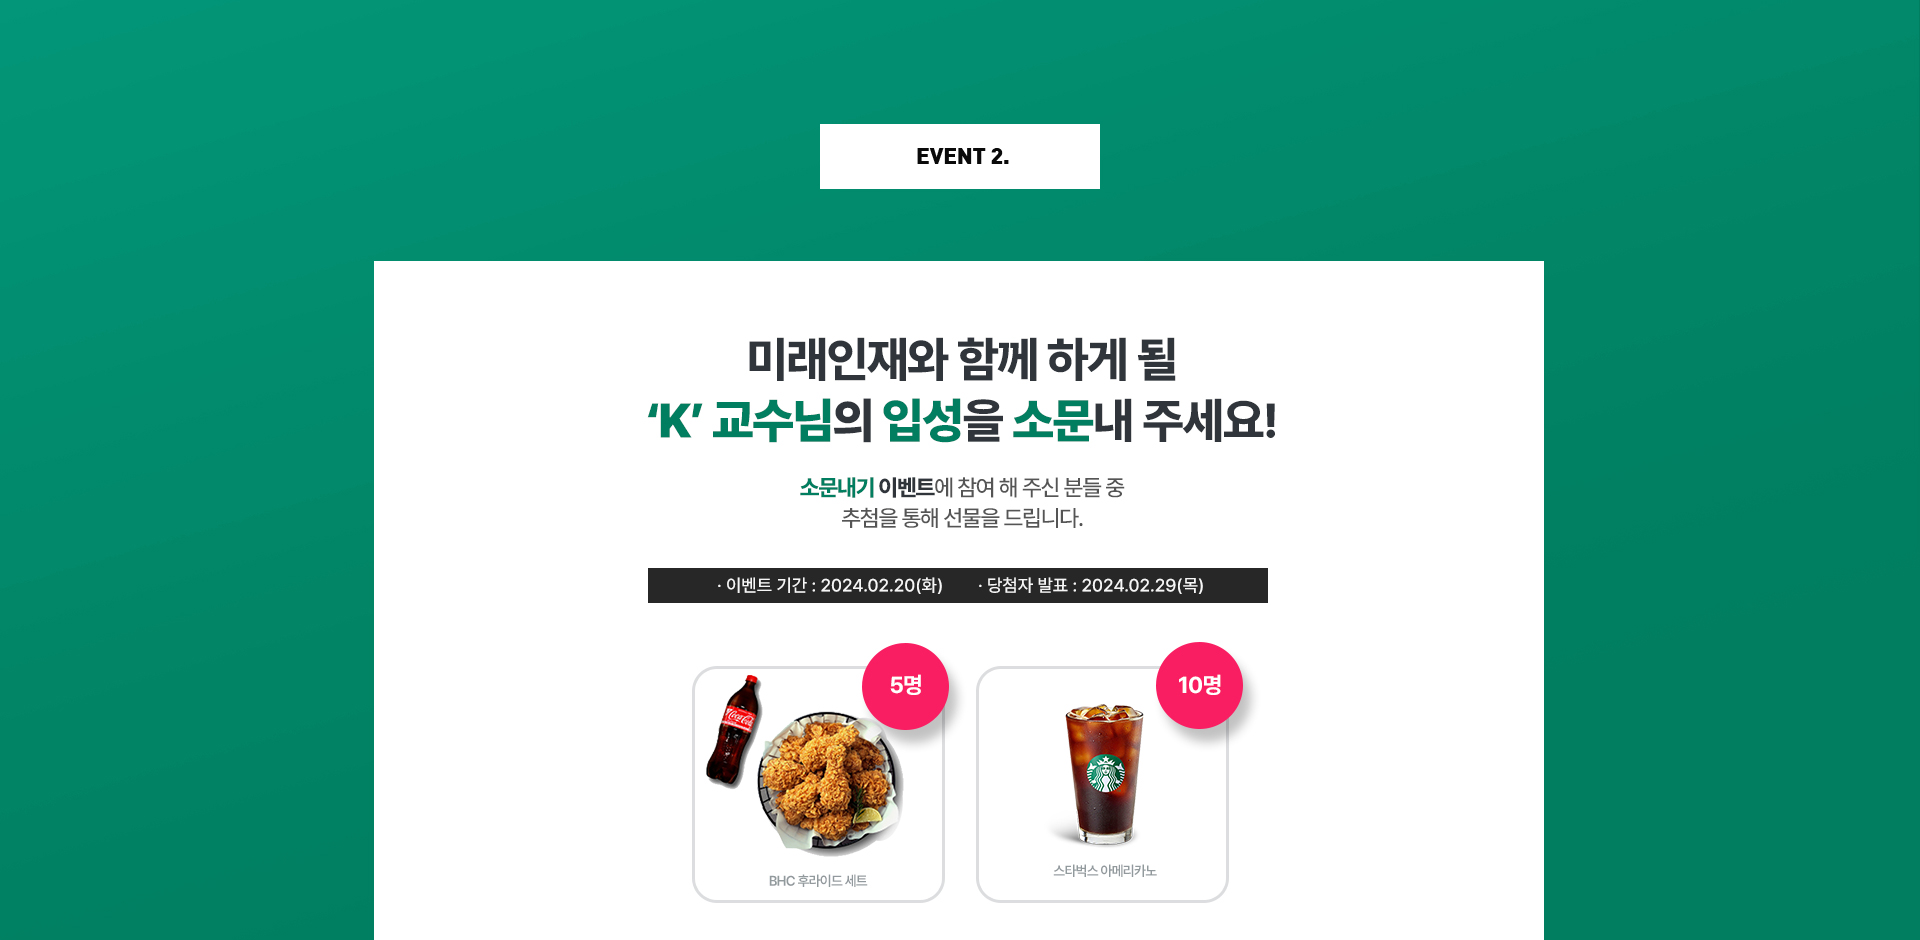 EVENT 2.
미래인재와 함께 하게 될
‘K’ 교수님의 입성을 소문내 주세요!
소문내기 이벤트에 참여 해 주신 분들 중
추첨을 통해 선물을 드립니다.
· 이벤트 기간 : 2024.02.20(화) · 당첨자 발표 : 2024.02.29(목)
5명
10명
Coca-Cola
BHC 후라이드 세트
스타벅스 아메리카노